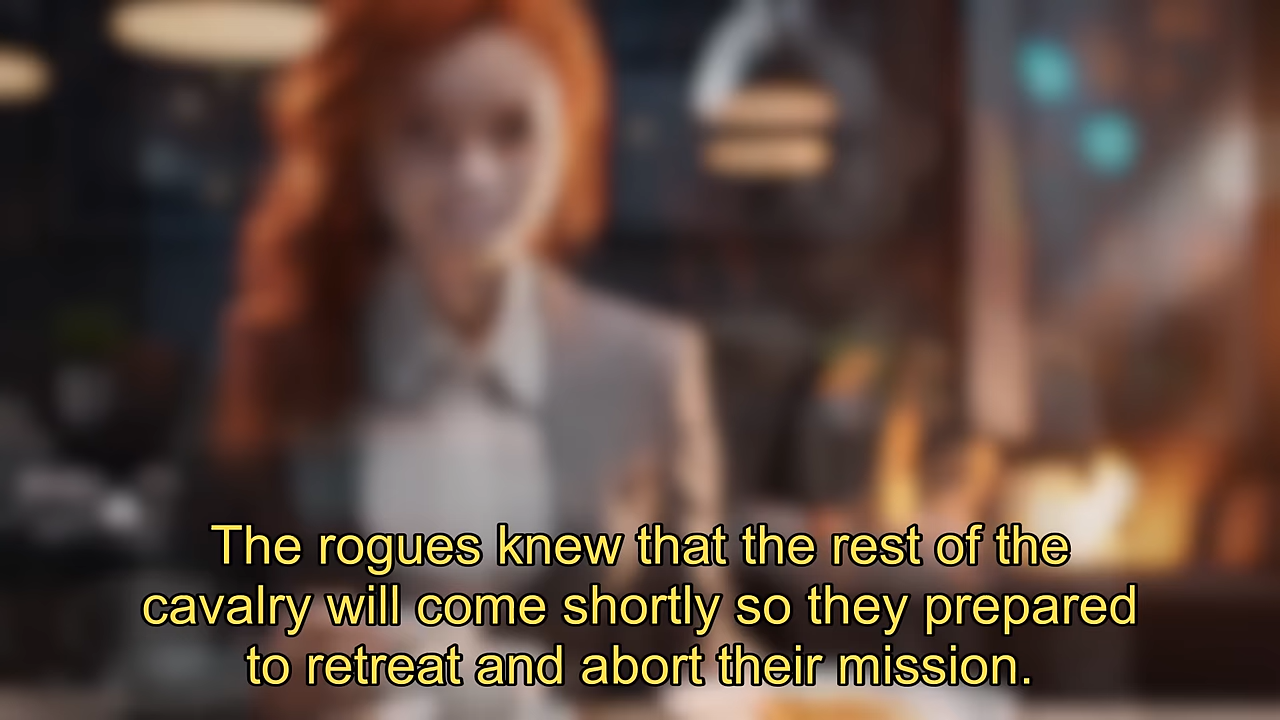 The rogues knew that the rest of the
cavalry will come shortly so they prepared
to retreat and abort their mission.